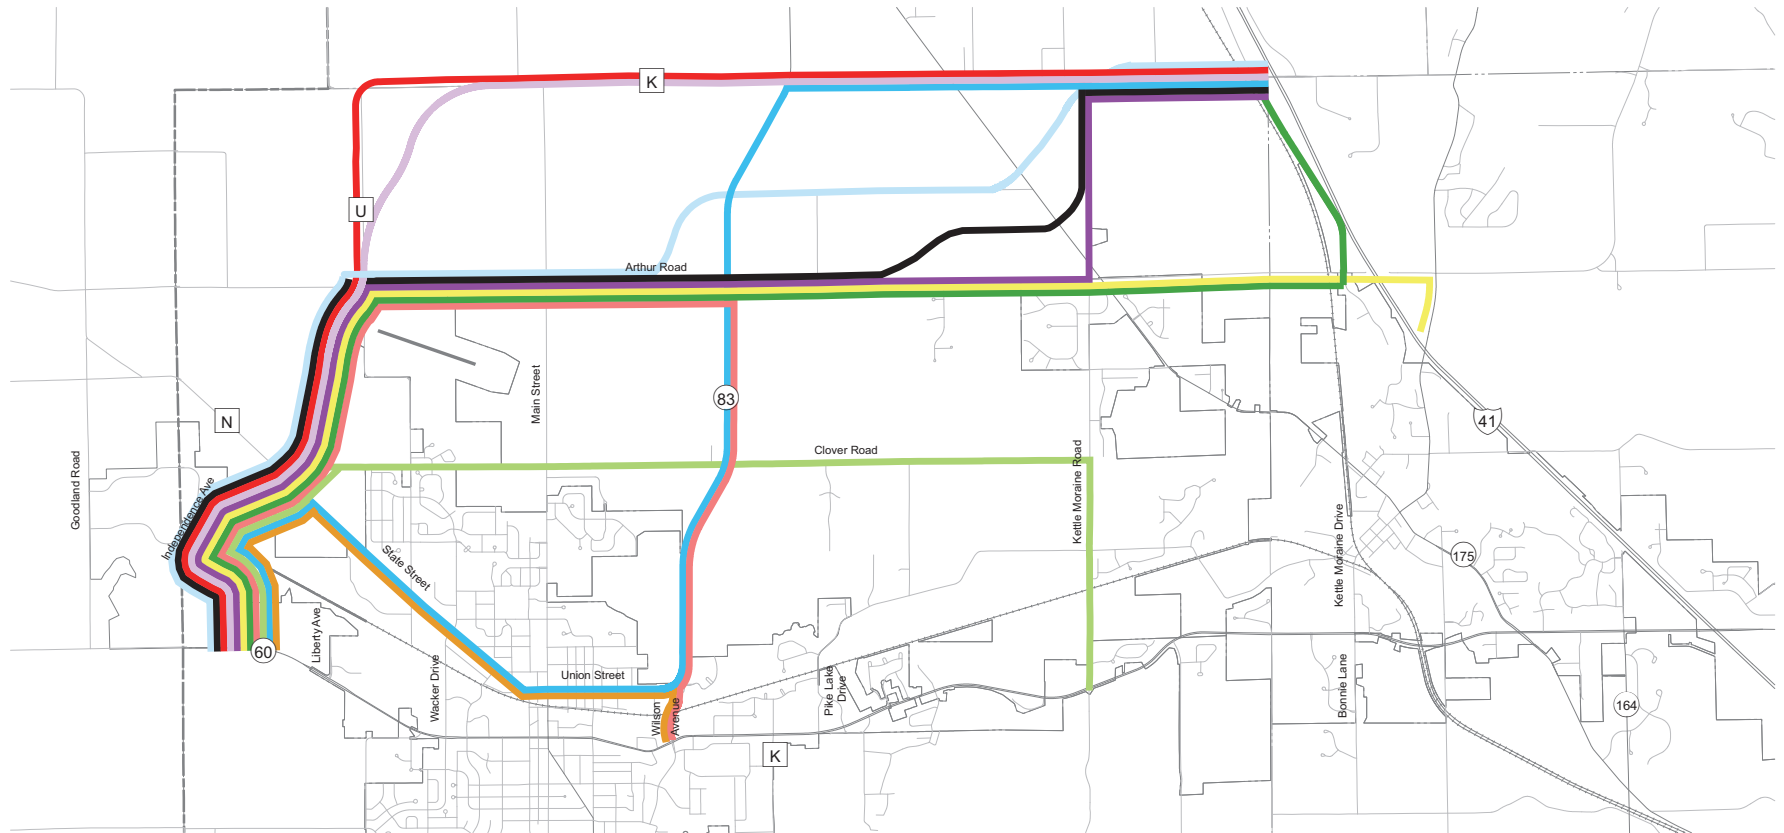 K
U
Arthur Road
Main Street
83
N
41
Clover Road
Goodland Road
Independence Ave
Kettle Moraine Road
State Street
Kettle Moraine Drive
175
Liberty Ave
60
Union Street
Wacker Drive
Pike Lake
Drive
Bonnie Lane
164
Wilson
Avenue
K